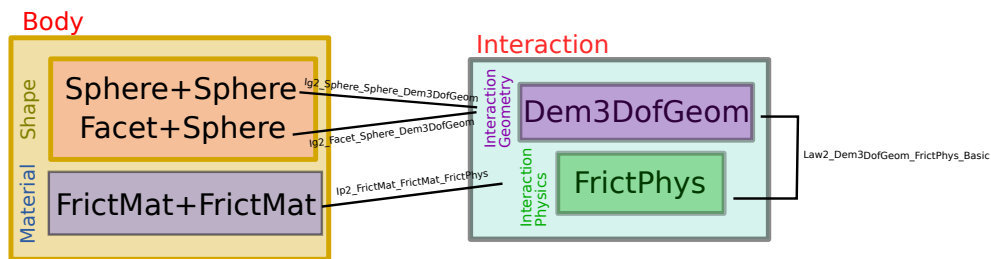 Body
Interaction
Shape
Sphere+Sphere
Facet+Sphere
Ig2_Sphere_Sphere_Dem3DofGeom
Ig2_Facet_Sphere_Dem3DofGeom
Interaction
Geometry
Dem3DofGeom
Law2_Dem3DofGeom_FrictPhys_Basic
Material
FrictMat+FrictMat
Ip2_FrictMat_FrictMat_FrictPhys
Interaction
Physics
FrictPhys